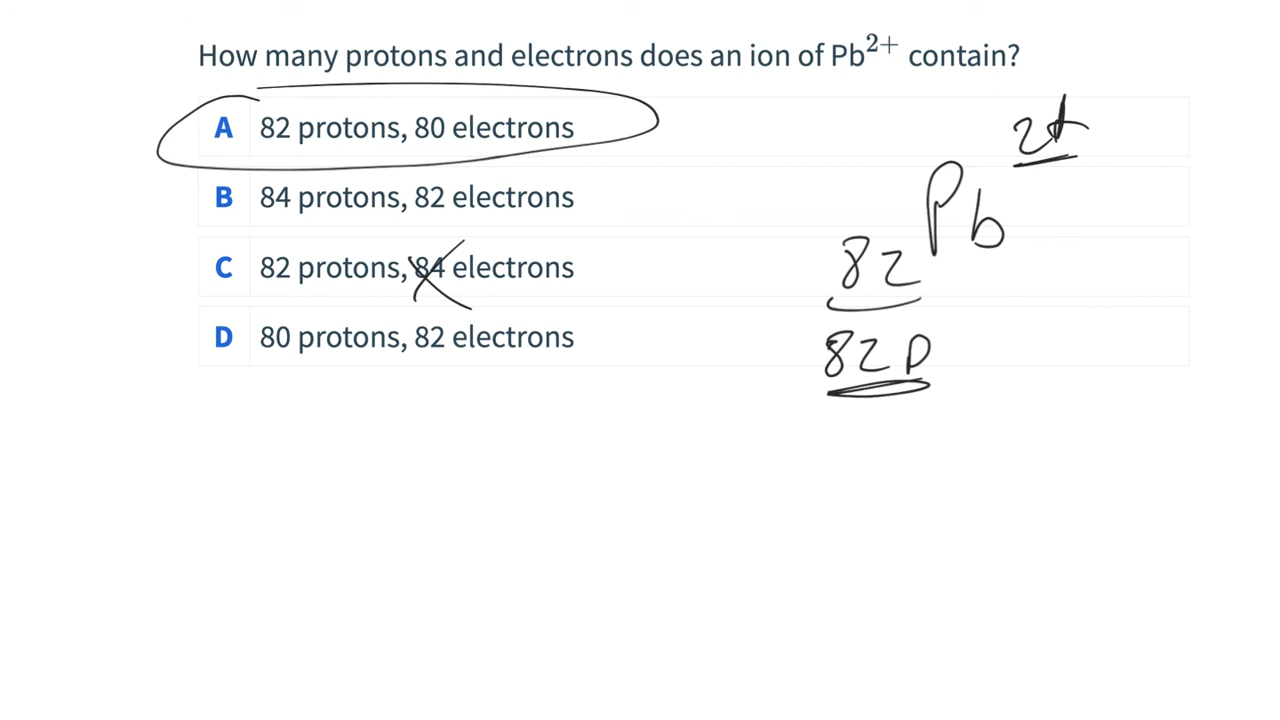 How many protons and electrons does an ion of Pb2+ contain?
A 82 protons, 80 electrons
B 84 protons, 82 electrons
C 82 protons, 84 electrons
D 80 protons, 82 electrons
2+
Pb
82
82 p